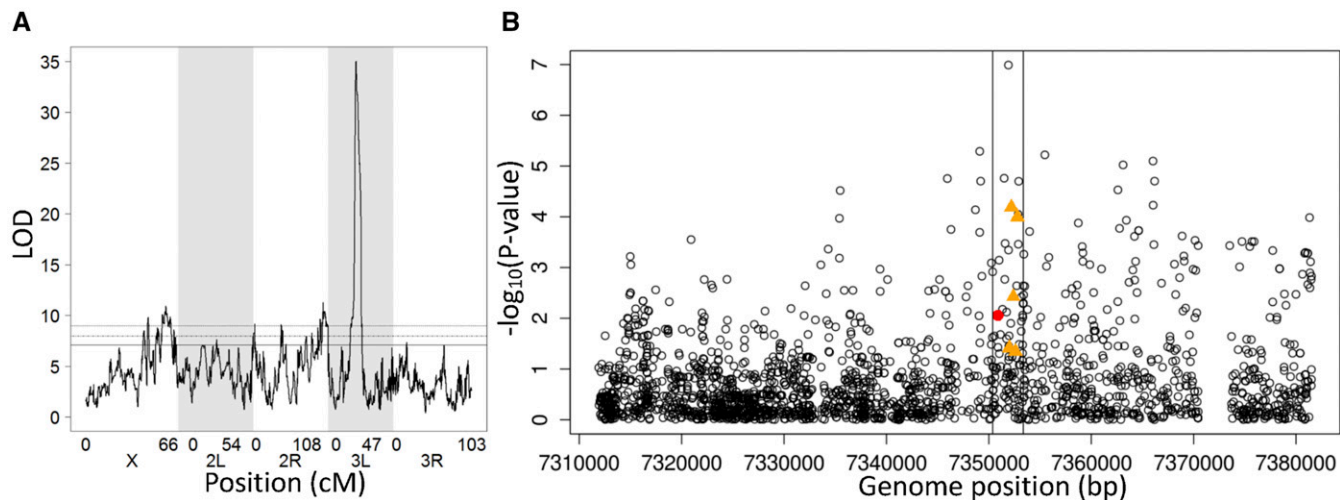 A
B
LOD
35
30
25
20
15
10
5
0
0 66 0 54 0 108 0 47 0 103
X 2L 2R 3L 3R
Position (cM)
-log10(P-value)
7
6
5
4
3
2
1
0
7310000 7320000 7330000 7340000 7350000 7360000 7370000 7380000
Genome position (bp)